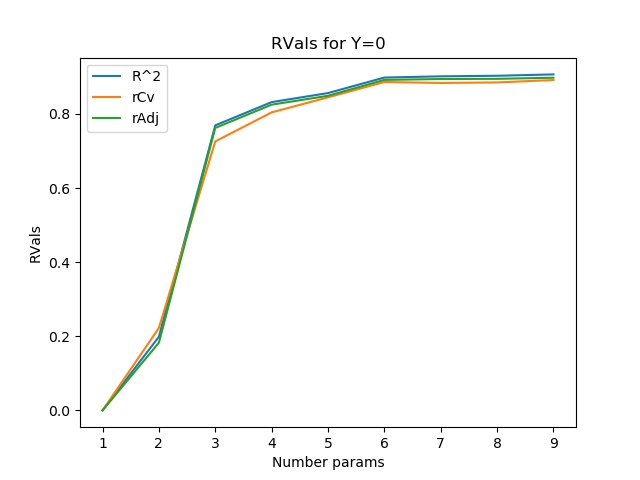 RVals for Y=0
R^2
rCv
rAdj
RVals
0.8
0.6
0.4
0.2
0.0
1 2 3 4 5 6 7 8 9
Number params